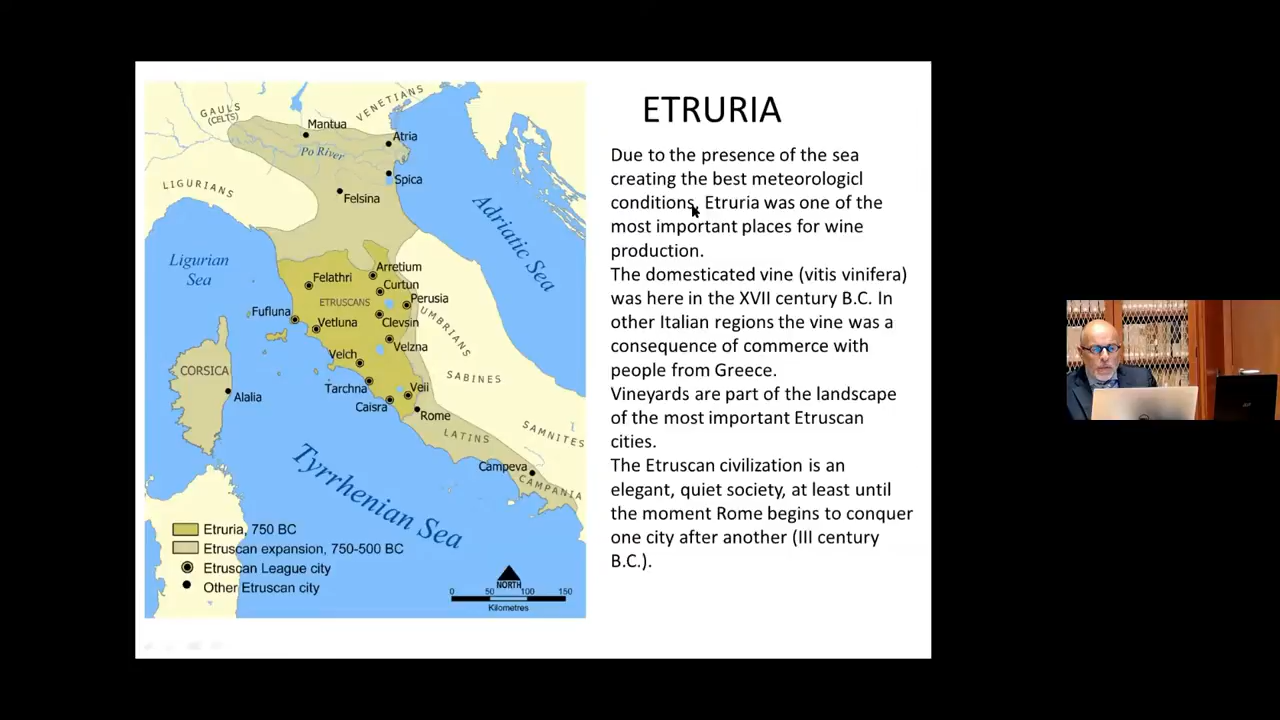 ETRURIA
Due to the presence of the sea
creating the best meteorologicl
conditions, Etruria was one of the
most important places for wine
production.
The domesticated vine (vitis vinifera)
was here in the XVII century B.C. In
other Italian regions the vine was a
consequence of commerce with
people from Greece.
Vineyards are part of the landscape
of the most important Etruscan
cities.
The Etruscan civilization is an
elegant, quiet society, at least until
the moment Rome begins to conquer
one city after another (III century
B.C.).
GAULS
(CELTS)
VENETIANS
Mantua
Atria
Po River
Spica
LIGURIANS
Felsina
Adriatic Sea
Ligurian
Sea
Arretium
Felathri
Curtun
ETRUSCANS
Perusia
Fufluna
Vetluna
Clevsin
UMBRIANS
Velzna
Velch
CORSICA
SABINES
Tarchna
Veii
Alalia
Caisra
Rome
LATINS
SAMNITES
Tyrrhenian Sea
Campeva
CAMPANIA
Etruria, 750 BC
Etruscan expansion, 750-500 BC
Etruscan League city
Other Etruscan city
NORTH
0 50 100 150
Kilometres